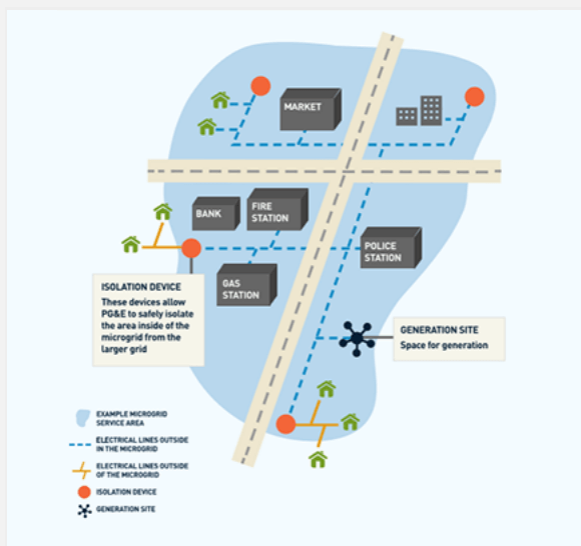 MARKET
BANK
FIRE
STATION
POLICE
STATION
GAS
STATION
ISOLATION DEVICE
These devices allow
PG&E to safely isolate
the area inside of the
microgrid from the
larger grid
GENERATION SITE
Space for generation
EXAMPLE MICROGRID
SERVICE AREA
ELECTRICAL LINES OUTSIDE
IN THE MICROGRID
ELECTRICAL LINES OUTSIDE
OF THE MICROGRID
ISOLATION DEVICE
GENERATION SITE